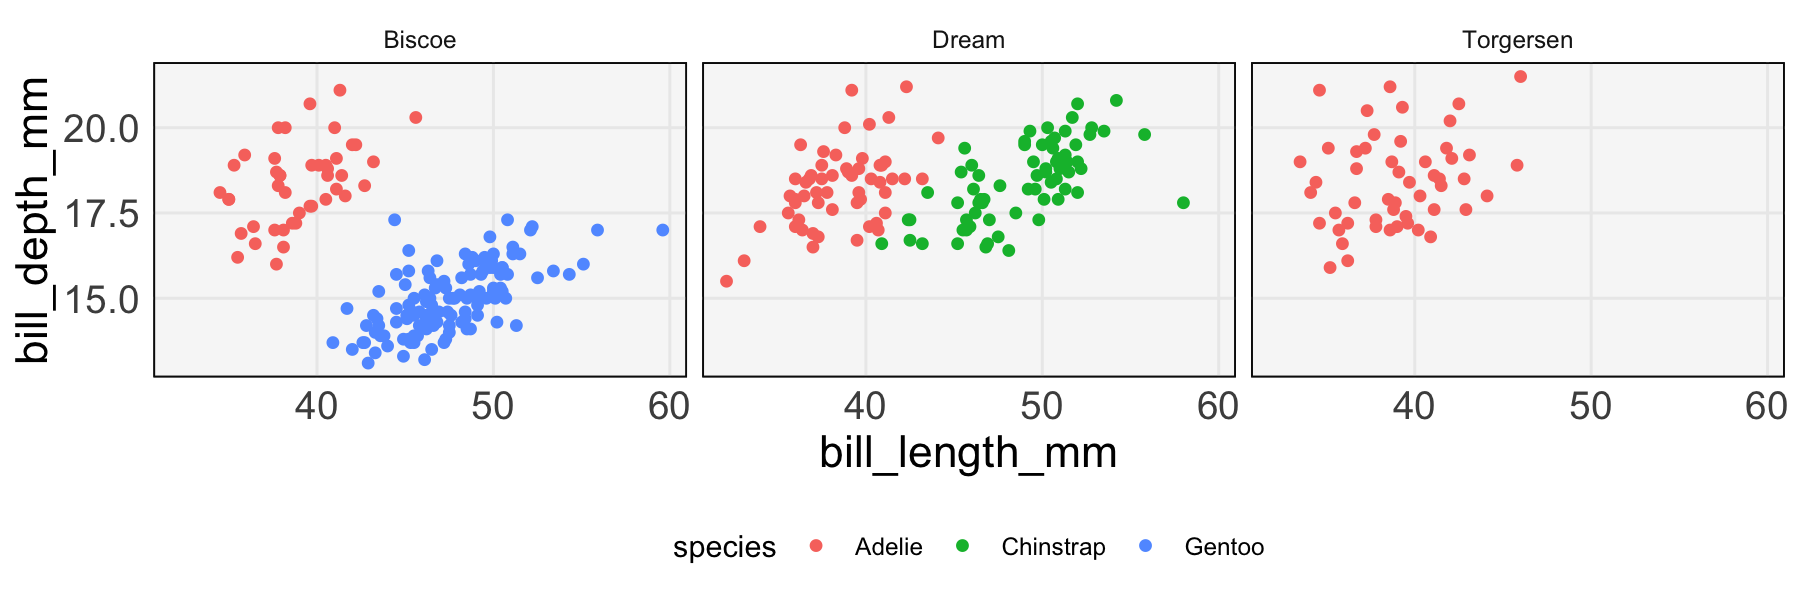 Biscoe Dream Torgersen
bill_depth_mm
20.0
17.5
15.0
40 50 60 40 50 60 40 50 60
bill_length_mm
species Adelie Chinstrap Gentoo